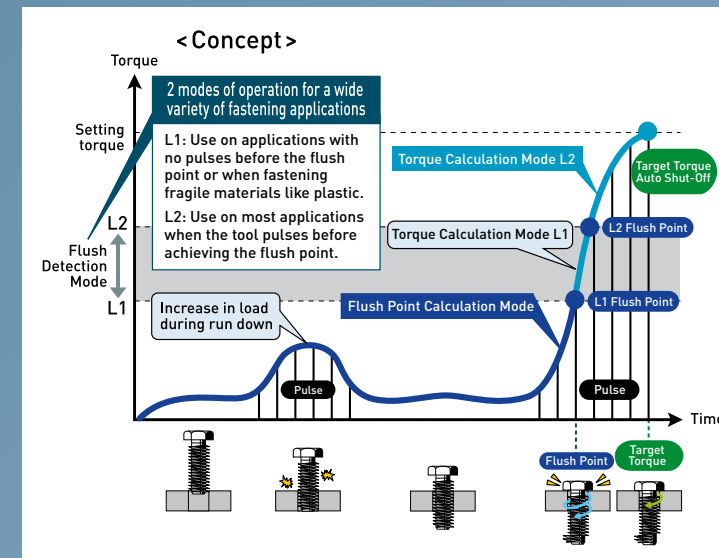 <Concept>
Torque
2 modes of operation for a wide
variety of fastening applications
L1: Use on applications with
no pulses before the flush
point or when fastening
fragile materials like plastic.
L2: Use on most applications
when the tool pulses before
achieving the flush point.
Setting
torque
Torque Calculation Mode L2
Target Torque
Auto Shut-Off
L2
L2 Flush Point
Torque Calculation Mode L1
Flush
Detection
Mode
L1
L1 Flush Point
Increase in load
during run down
Flush Point Calculation Mode
Pulse
Pulse
Time
Flush Point
Target
Torque